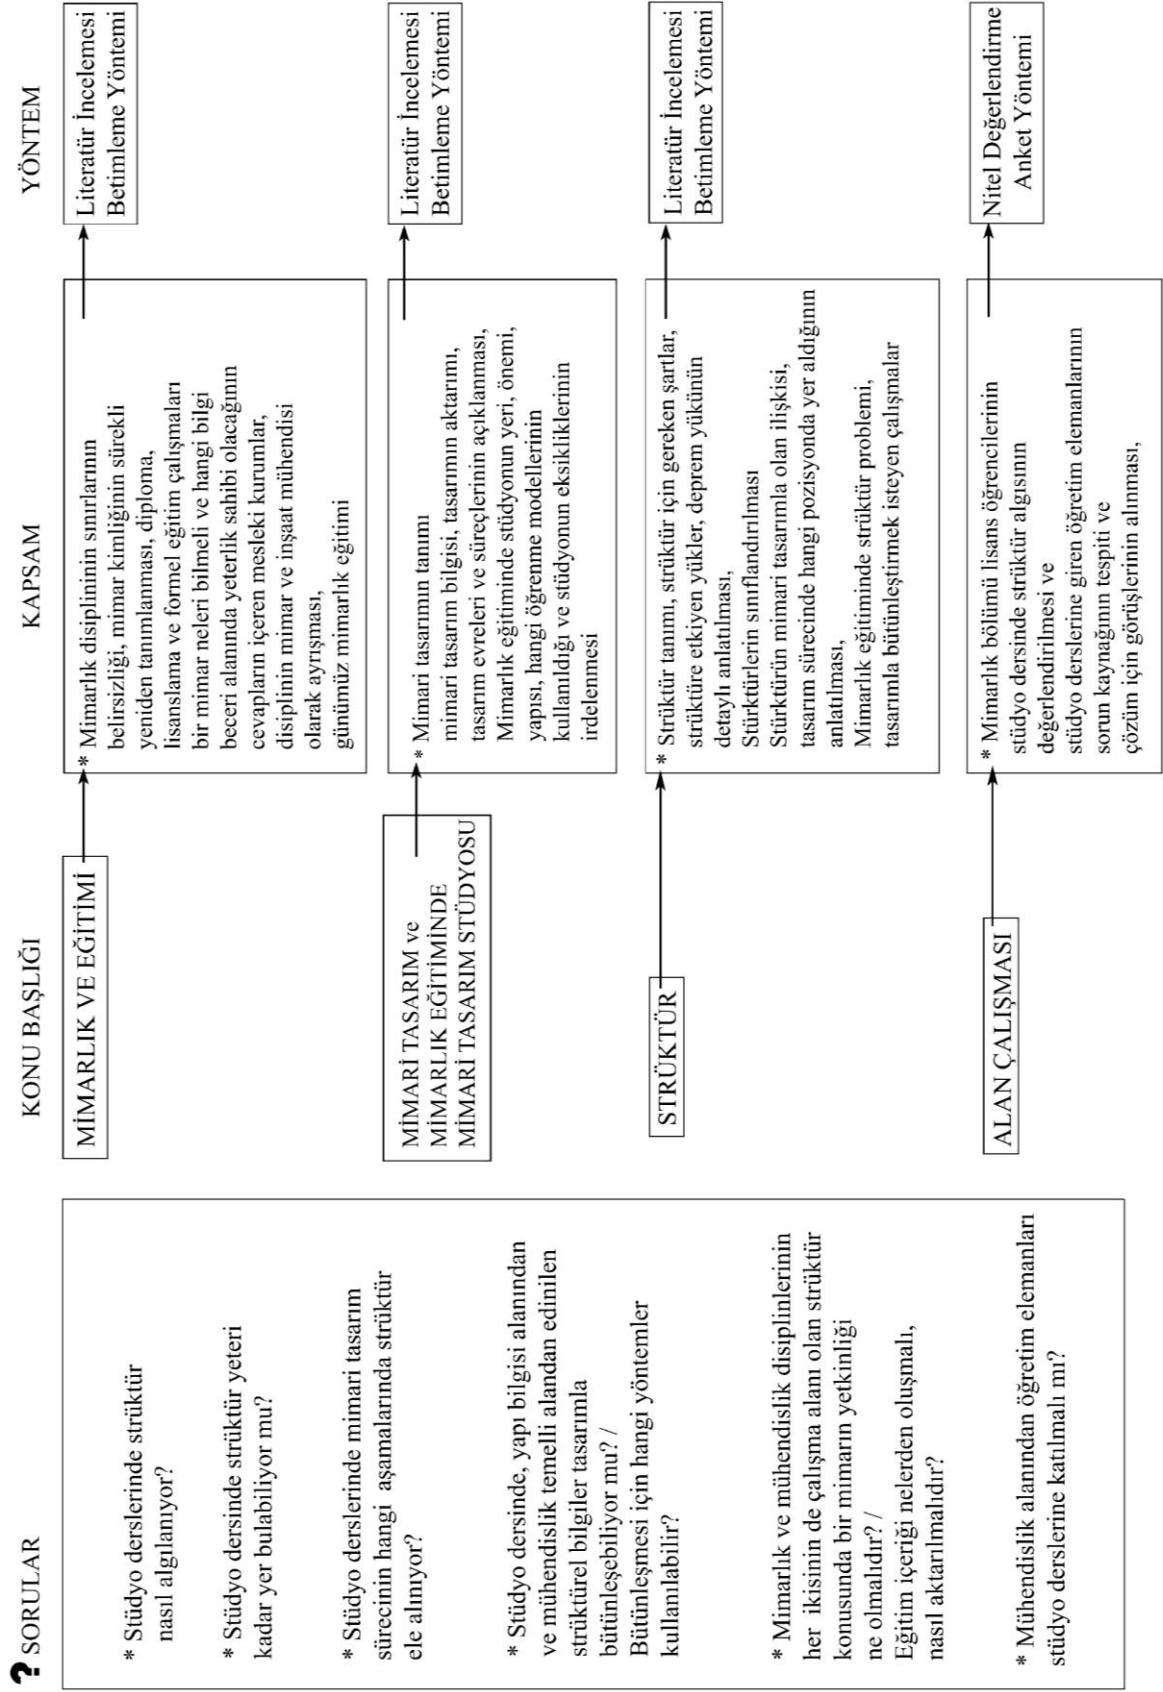 ? SORULAR
* Stüdyo derslerinde strüktür
nasıl algılanıyor?
* Stüdyo dersinde strüktür yeteri
kadar yer bulabiliyor mu?
* Stüdyo derslerinde mimari tasarım
sürecinin hangi aşamalarında strüktür
ele alınıyor?
* Stüdyo dersinde, yapı bilgisi alanından
ve mühendislik temelli alandan edinilen
strüktürel bilgiler tasarımla
bütünleşebiliyor mu? /
Bütünleşmesi için hangi yöntemler
kullanılabilir?
* Mimarlık ve mühendislik disiplinlerinin
her ikisinin de çalışma alanı olan strüktür
konusunda bir mimarın yetkinliği
ne olmalıdır? /
Eğitim içeriği nelerden oluşmalı,
nasıl aktarılmalıdır?
* Mühendislik alanından öğretim elemanları
stüdyo derslerine katılmalı mı?
KONU BAŞLIĞI
MİMARLIK VE EĞİTİMİ
MİMARİ TASARIM ve
MİMARLIK EĞİTİMİNDE
MİMARİ TASARIM STÜDYOSU
STRÜKTÜR
ALAN ÇALIŞMASI
KAPSAM
* Mimarlık disiplininin sınırlarının
belirsizliği, mimar kimliğinin sürekli
yeniden tanımlanması, diploma,
lisanslama ve formel eğitim çalışmaları
bir mimar neleri bilmeli ve hangi bilgi
beceri alanında yeterlik sahibi olacağının
cevapların içeren mesleki kurumlar,
disiplinin mimar ve inşaat mühendisi
olarak ayrışması,
günümüz mimarlık eğitimi
* Mimari tasarımın tanımı
mimari tasarım bilgisi, tasarımın aktarımı,
tasarım evreleri ve süreçlerinin açıklanması,
Mimarlık eğitiminde stüdyonun yeri, önemi,
yapısı, hangi öğrenme modellerinin
kullanıldığı ve stüdyonun eksikliklerinin
irdelenmesi
* Strüktür tanımı, strüktür için gereken şartlar,
strüktüre etkiyen yükler, deprem yükünün
detaylı anlatılması,
Stürktürlerin sınıflandırılması
Stürktürün mimari tasarımla olan ilişkisi,
tasarım sürecinde hangi pozisyonda yer aldığının
anlatılması,
Mimarlık eğitiminde strüktür problemi,
tasarımla bütünleştirmek isteyen çalışmalar
* Mimarlık bölümü lisans öğrencilerinin
stüdyo dersinde strüktür algısının
değerlendirilmesi ve
stüdyo derslerine giren öğretim elemanlarının
sorun kaynağının tespiti ve
çözüm için görüşlerinin alınması,
YÖNTEM
Literatür İncelemesi
Betimleme Yöntemi
Literatür İncelemesi
Betimleme Yöntemi
Literatür İncelemesi
Betimleme Yöntemi
Nitel Değerlendirme
Anket Yöntemi